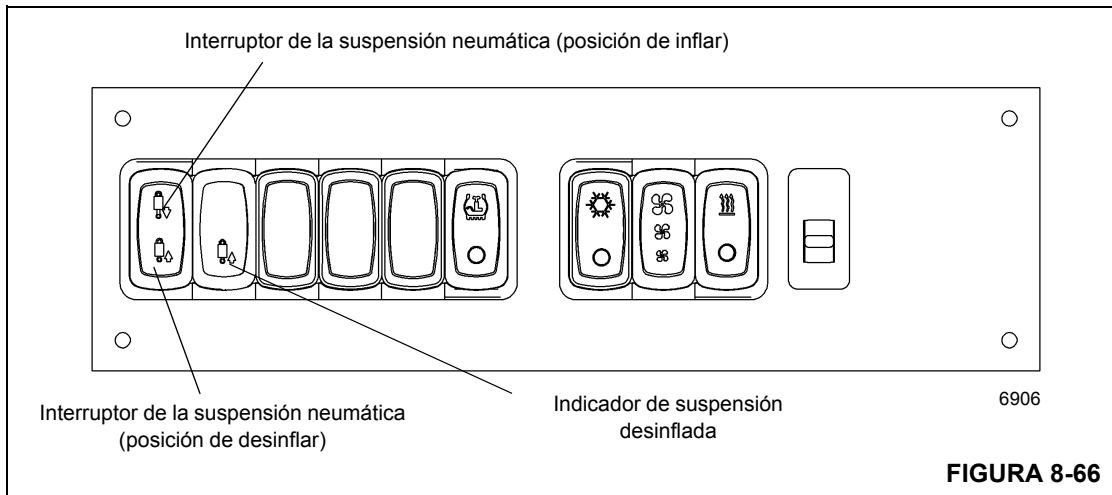 Interruptor de la suspensión neumática (posición de inflar)
Interruptor de la suspensión neumática
(posición de desinflar)
Indicador de suspensión
desinflada
6906
FIGURA 8-66